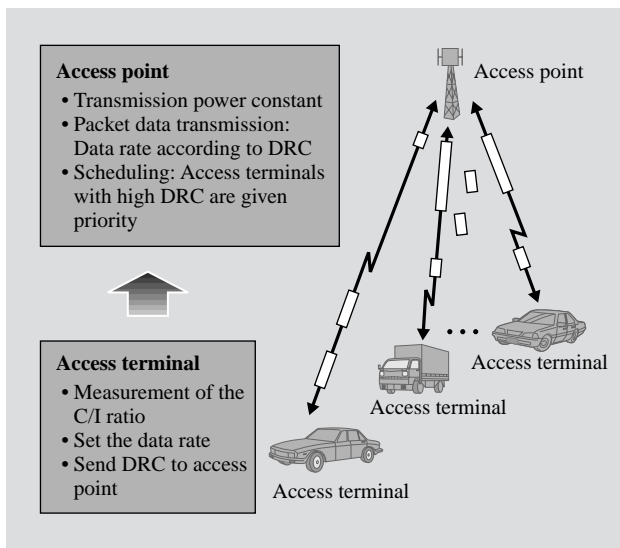 Access point
• Transmission power constant
• Packet data transmission:
Data rate according to DRC
• Scheduling: Access terminals
with high DRC are given
priority
Access terminal
• Measurement of the
C/I ratio
• Set the data rate
• Send DRC to access
point
Access point
Access terminal
Access terminal
Access terminal